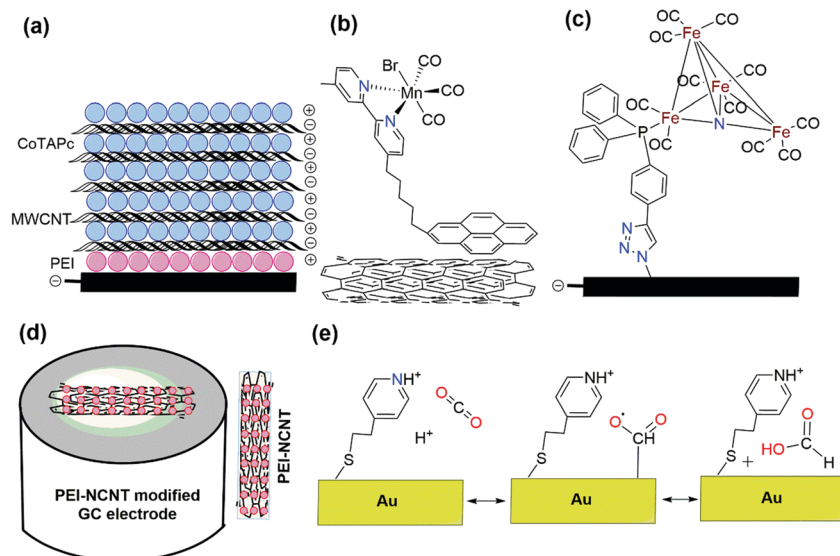 (a)
CoTAPc
MWCNT
PEI
⊕
⊖
⊕
⊖
⊕
⊖
⊕
⊖
⊕
⊖
⊕
⊖
(b)
Br
N
Mn
CO
CO
CO
N
(c)
OC
OC
Fe
CO
CO
OC
Fe
CO
OC
Fe
OC
P
N
Fe
CO
OC
CO
N
N
N
⊖
(d)
PEI-NCNT modified
GC electrode
PEI-NCNT
(e)
NH+
O
C
O
H+
S
Au
NH+
O•
O
CH
S
Au
NH+
O
HO
H
S
+
Au